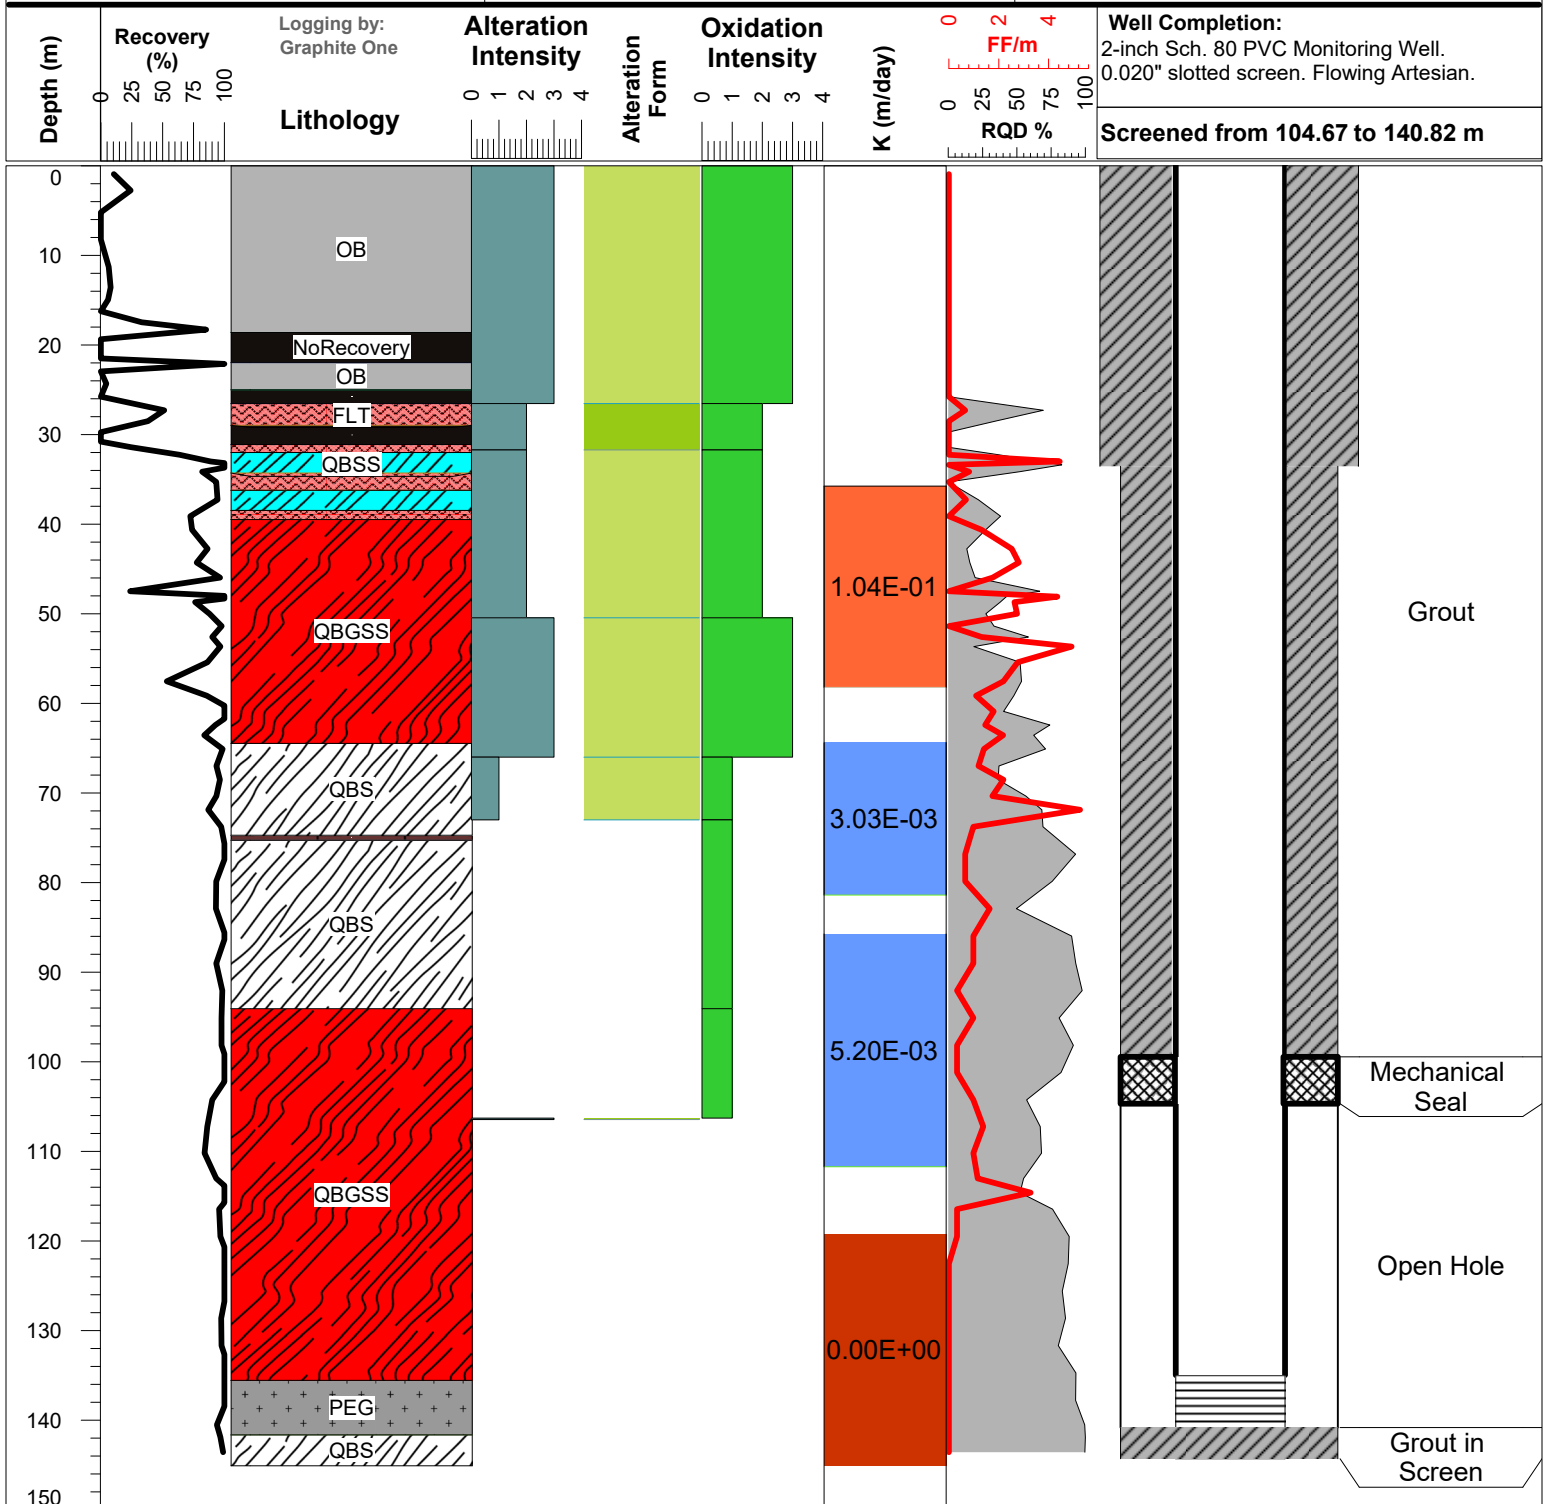 Depth (m)
Recovery
(%)
0 25 50 75 100
Logging by:
Graphite One
Lithology
Alteration
Intensity
0 1 2 3 4
Alteration
Form
Oxidation
Intensity
0 1 2 3 4
K (m/day)
0 2 4
FF/m
0 25 50 75 100
RQD %
Well Completion:
2-inch Sch. 80 PVC Monitoring Well.
0.020" slotted screen. Flowing Artesian.
Screened from 104.67 to 140.82 m
0
10
20
30
40
50
60
70
80
90
100
110
120
130
140
150
OB
NoRecovery
OB
FLT
QBSS
QBGSS
QBS
QBS
QBGSS
PEG
QBS
1.04E-01
3.03E-03
5.20E-03
0.00E+00
Grout
Mechanical
Seal
Open Hole
Grout in
Screen